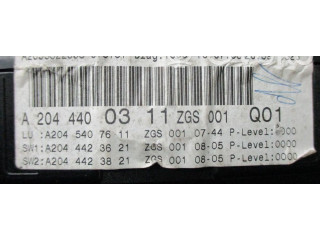 A 204 440 03 11 ZGS 001 Q01
LU :A204 540 76 11 ZGS 001 07-44 P-Level:0000
SW1:A204 442 36 21 ZGS 001 08-05 P-Level:0000
SW2:A204 442 38 21 ZGS 001 08-05 P-Level:0000